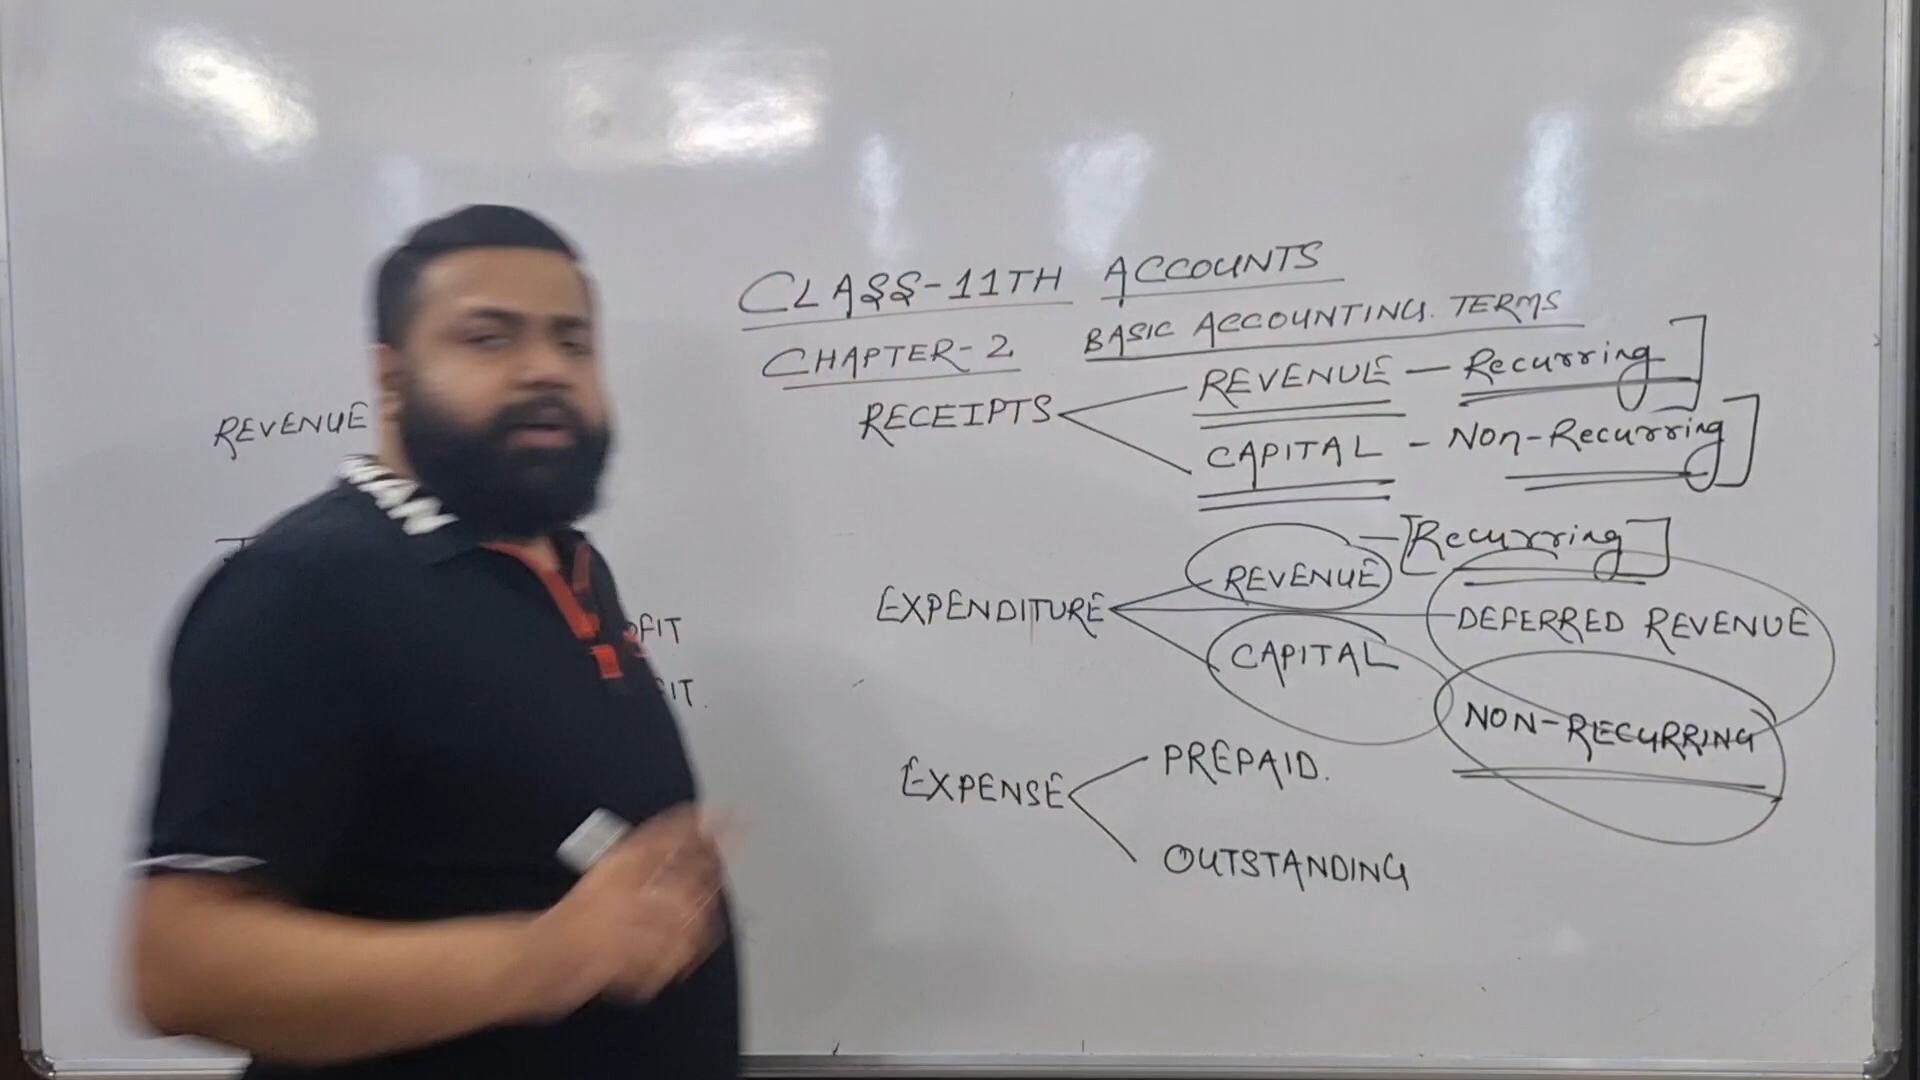 CLASS-11TH ACCOUNTS
CHAPTER-2 BASIC ACCOUNTING TERMS
RECEIPTS
REVENUE - Recurring
CAPITAL - Non-Recurring
REVENUE
EXPENDITURE
REVENUE - [Recurring]
DEFERRED REVENUE
CAPITAL
NON-RECURRING
EXPENSE
PREPAID.
OUTSTANDING